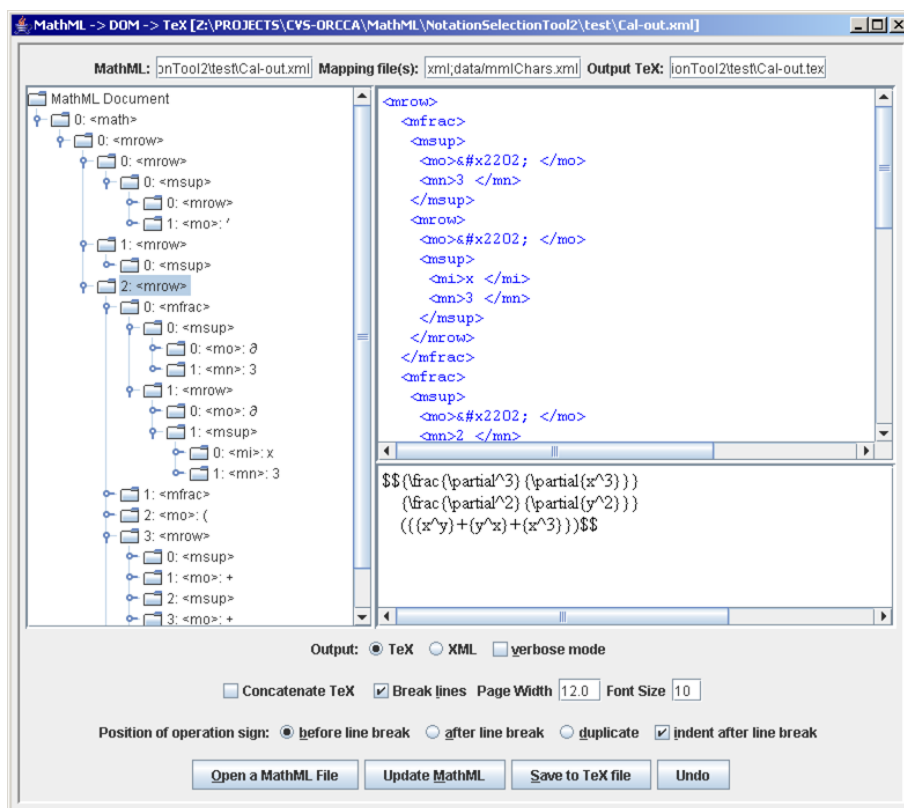 MathML -> DOM -> TeX [Z:\PROJECTS\CVS-ORCCA\MathML\NotationSelectionTool2\test\Cal-out.xml]
MathML: onTool2\test\Cal-out.xml Mapping file(s): xml;data/mmlChars.xml Output TeX: ionTool2\test\Cal-out.tex
MathML Document
0: <math>
0: <mrow>
0: <mrow>
0: <msup>
0: <mrow>
1: <mo>: ′
1: <mrow>
0: <msup>
2: <mrow>
0: <mfrac>
0: <msup>
0: <mo>: ∂
1: <mn>: 3
1: <mrow>
0: <mo>: ∂
1: <msup>
0: <mi>: x
1: <mn>: 3
1: <mfrac>
2: <mo>: (
3: <mrow>
0: <msup>
1: <mo>: +
2: <msup>
3: <mo>: +
<mrow>
<mfrac>
<msup>
<mo>&#x2202; </mo>
<mn>3 </mn>
</msup>
<mrow>
<mo>&#x2202; </mo>
<msup>
<mi>x </mi>
<mn>3 </mn>
</msup>
</mrow>
</mfrac>
<mfrac>
<msup>
<mo>&#x2202; </mo>
<mn>2 </mn>
$${\frac{\partial^3}{\partial{x^3}}}
{\frac{\partial^2}{\partial{y^2}}}
({{x^y}+{y^x}+{x^3}})$$
Output: TeX XML verbose mode
Concatenate TeX Break lines Page Width 12.0 Font Size 10
Position of operation sign: before line break after line break duplicate indent after line break
Open a MathML File Update MathML Save to TeX file Undo